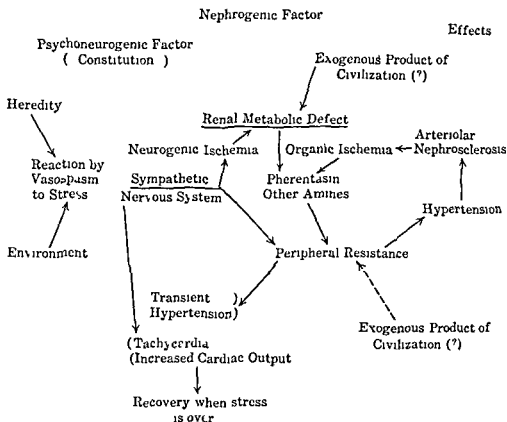 Nephrogenic Factor
Effects
Psychoneurogenic Factor
( Constitution )
Exogenous Product of
Civilization (?)
Heredity
Renal Metabolic Defect
Arteriolar
Nephrosclerosis
Neurogenic Ischemia
Organic Ischemia
Reaction by
Vasospasm
to Stress
Sympathetic
Nervous System
Pherentasin
Other Amines
Hypertension
Environment
Peripheral Resistance
Transient )
Hypertension)
Exogenous Product of
Civilization (?)
(Tachycardia
(Increased Cardiac Output
Recovery when stress
is over